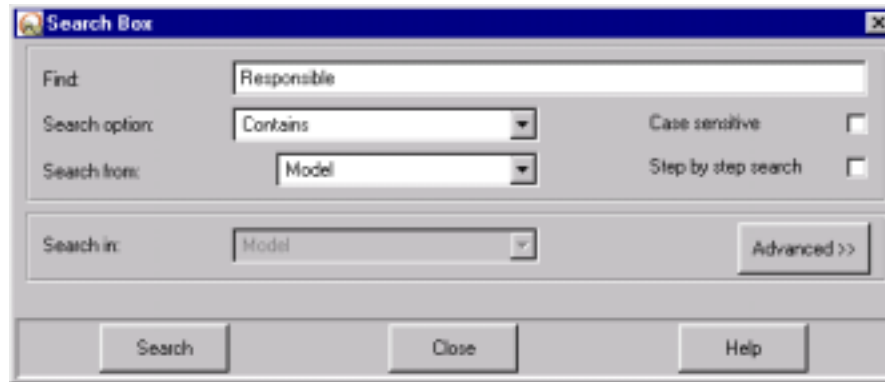 Search Box
Find:
Responsible
Search option:
Contains
Case sensitive
Search from:
Model
Step by step search
Search in:
Model
Advanced >>
Search
Close
Help